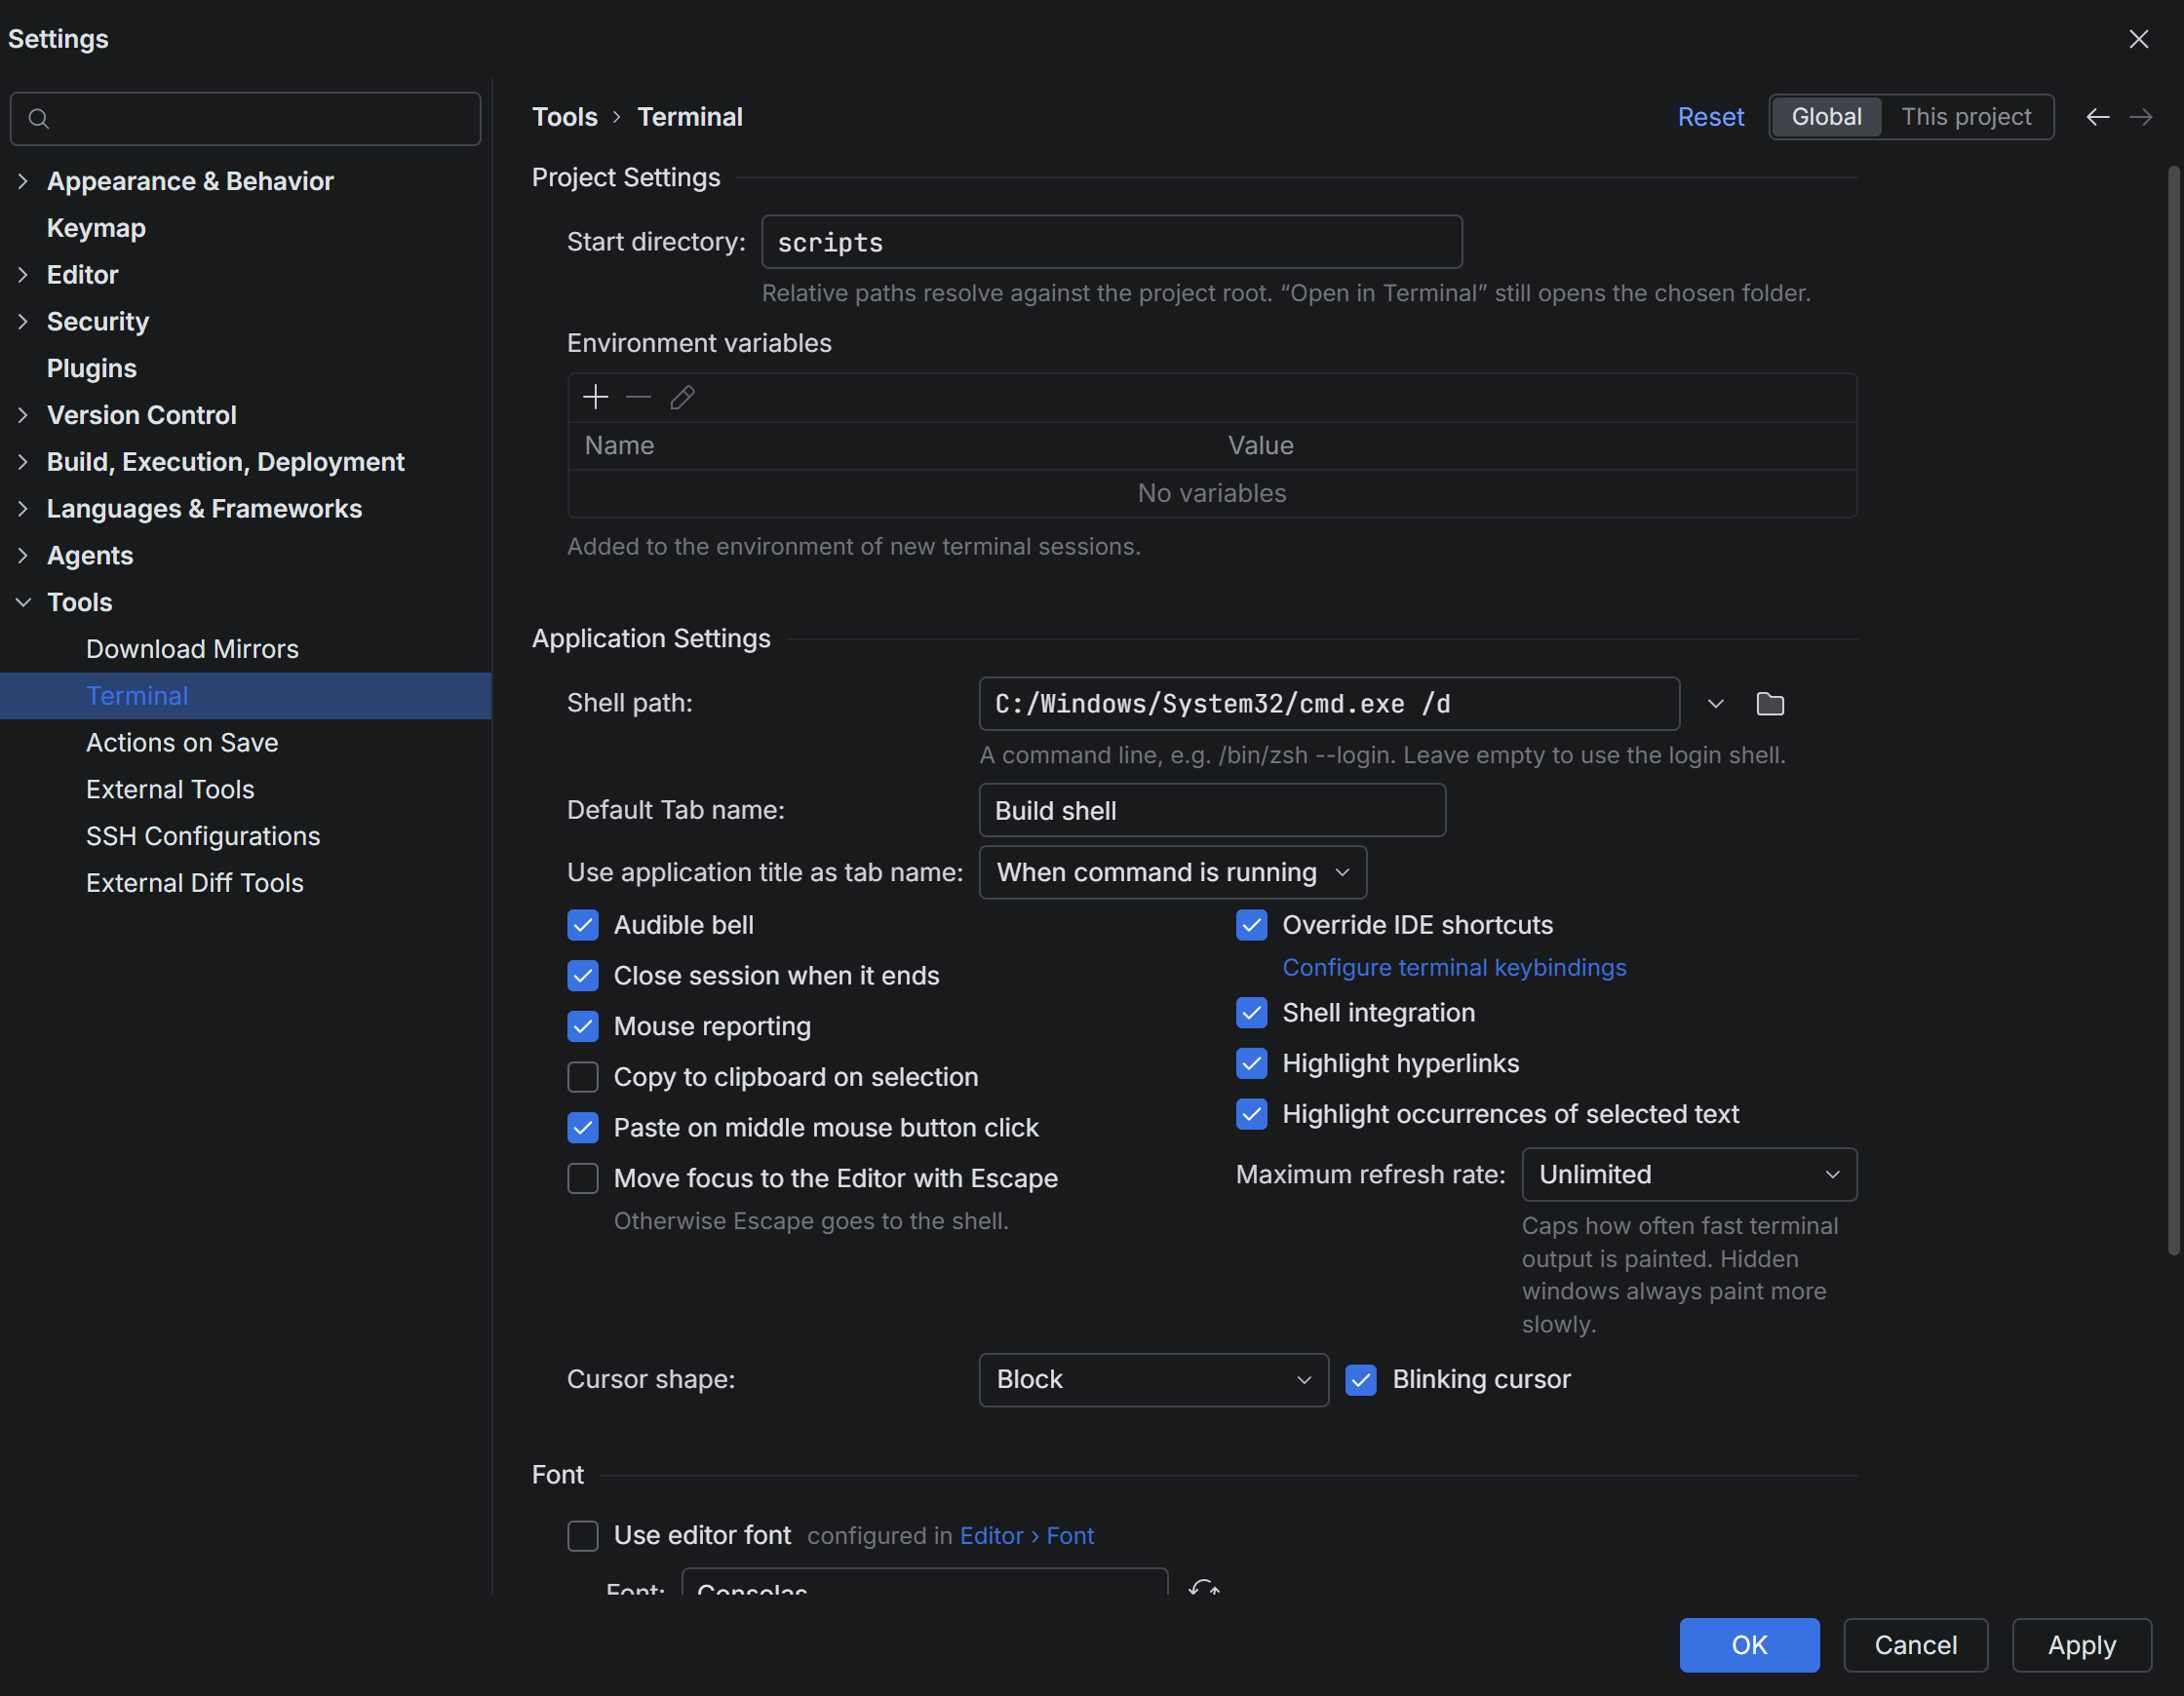 Settings
Appearance & Behavior
Keymap
Editor
Security
Plugins
Version Control
Build, Execution, Deployment
Languages & Frameworks
Agents
Tools
Download Mirrors
Terminal
Actions on Save
External Tools
SSH Configurations
External Diff Tools
Tools › Terminal
Reset
Global
This project
Project Settings
Start directory: scripts
Relative paths resolve against the project root. “Open in Terminal” still opens the chosen folder.
Environment variables
Name Value
No variables
Added to the environment of new terminal sessions.
Application Settings
Shell path: C:/Windows/System32/cmd.exe /d
A command line, e.g. /bin/zsh --login. Leave empty to use the login shell.
Default Tab name: Build shell
Use application title as tab name: When command is running
Audible bell
Close session when it ends
Mouse reporting
Copy to clipboard on selection
Paste on middle mouse button click
Move focus to the Editor with Escape
Otherwise Escape goes to the shell.
Override IDE shortcuts
Configure terminal keybindings
Shell integration
Highlight hyperlinks
Highlight occurrences of selected text
Maximum refresh rate: Unlimited
Caps how often fast terminal
output is painted. Hidden
windows always paint more
slowly.
Cursor shape: Block
Blinking cursor
Font
Use editor font configured in Editor › Font
Font: Consolas
OK
Cancel
Apply